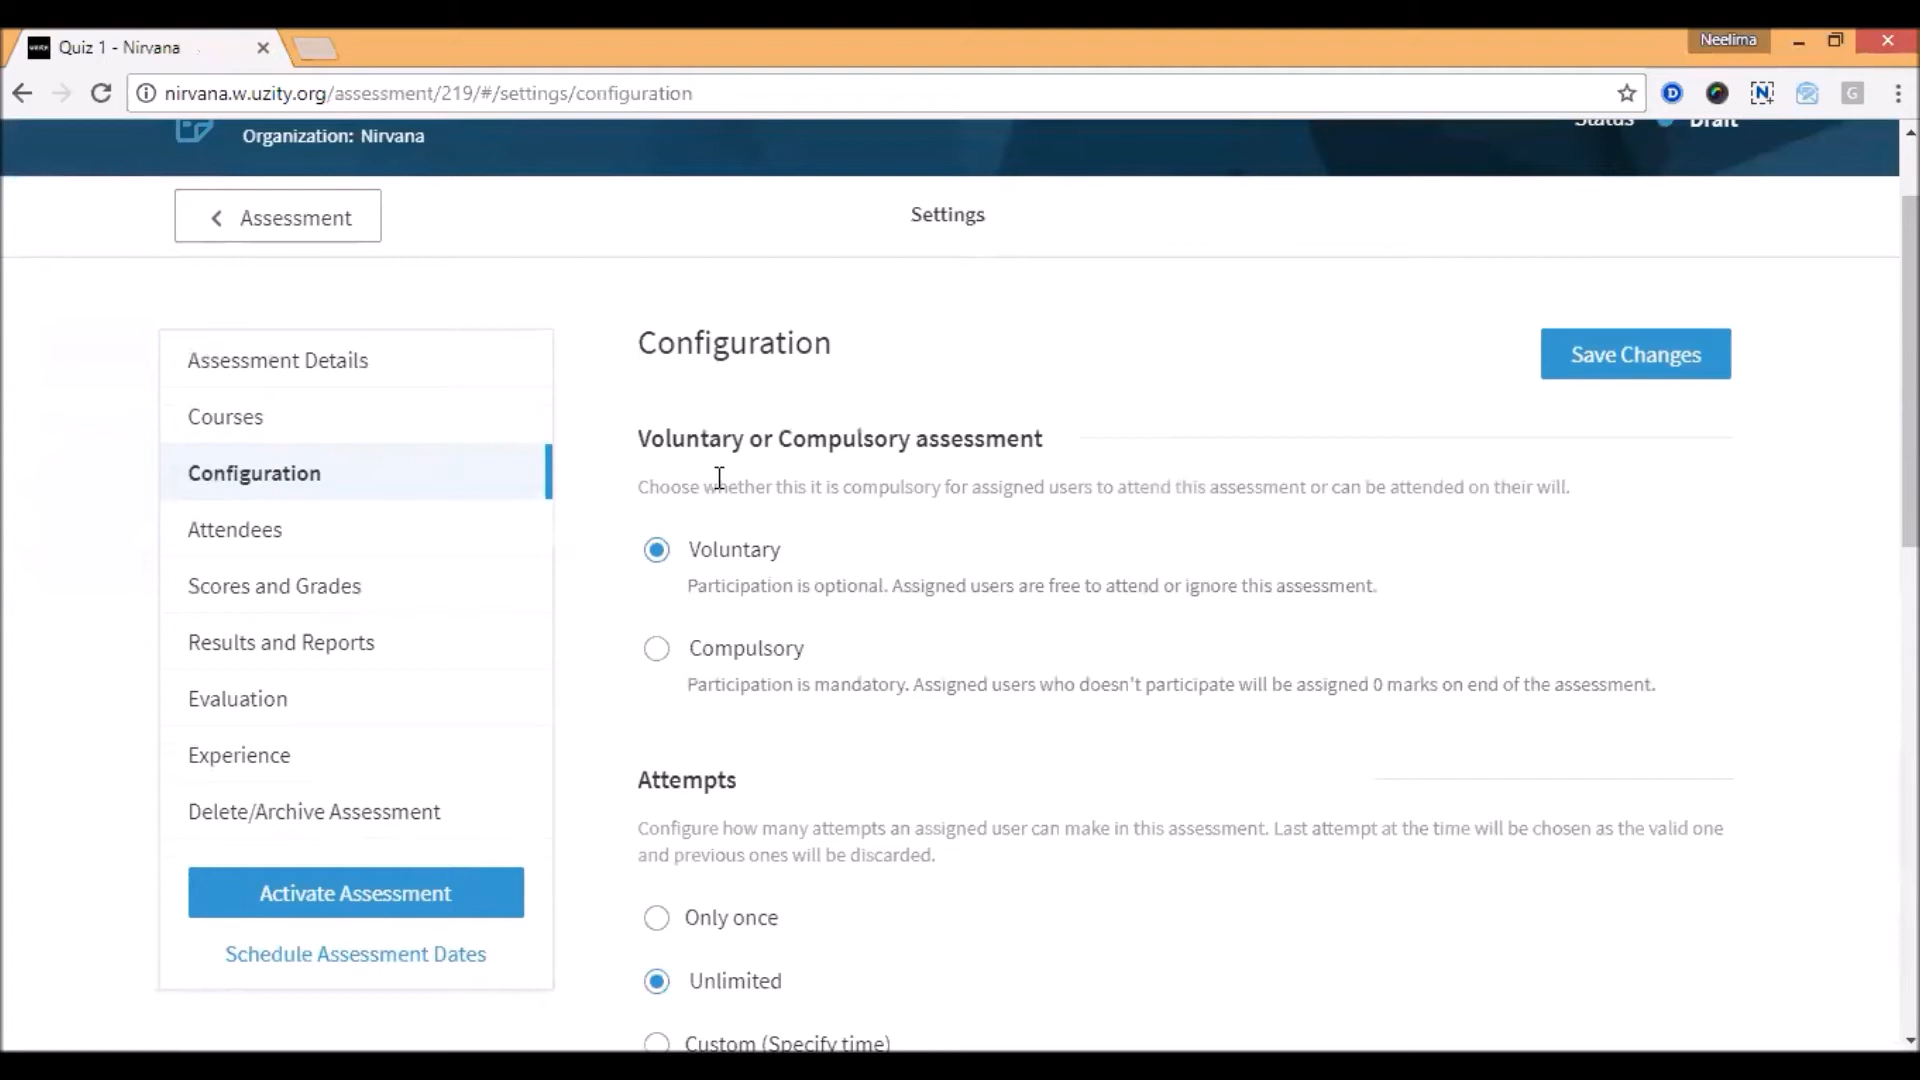 Quiz 1 - Nirvana
Neelima
nirvana.w.uzity.org/assessment/219/#/settings/configuration
Organization: Nirvana
Status Draft
Assessment
Settings
Assessment Details
Courses
Configuration
Attendees
Scores and Grades
Results and Reports
Evaluation
Experience
Delete/Archive Assessment
Activate Assessment
Schedule Assessment Dates
Configuration
Save Changes
Voluntary or Compulsory assessment
Choose whether this it is compulsory for assigned users to attend this assessment or can be attended on their will.
Voluntary
Participation is optional. Assigned users are free to attend or ignore this assessment.
Compulsory
Participation is mandatory. Assigned users who doesn't participate will be assigned 0 marks on end of the assessment.
Attempts
Configure how many attempts an assigned user can make in this assessment. Last attempt at the time will be chosen as the valid one
and previous ones will be discarded.
Only once
Unlimited
Custom (Specify time)